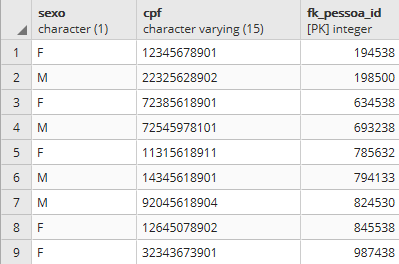 sexo cpf fk_pessoa_id
character (1) character varying (15) [PK] integer
1 F 12345678901 194538
2 M 22325628902 198500
3 F 72385618901 634538
4 M 72545978101 693238
5 F 11315618911 785632
6 M 14345618901 794133
7 M 92045618904 824530
8 F 12645078902 845538
9 F 32343673901 987438